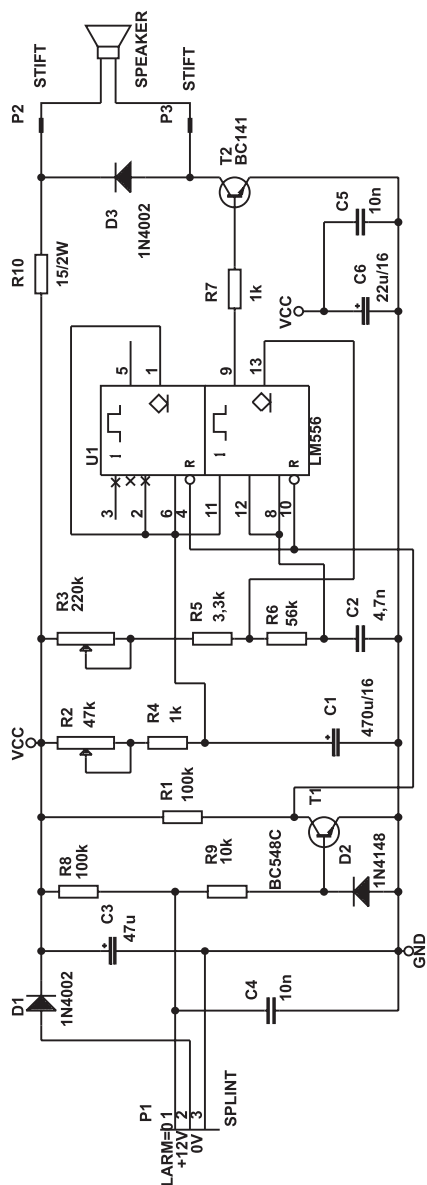 P1
LARM=0 1
+12V 2
0V 3
SPLINT
D1
1N4002
C4
10n
C3
47u
GND
R8
100k
R9
10k
BC548C
D2
1N4148
T1
R1
100k
VCC
R2
47k
R4
1k
C1
470u/16
R3
220k
R5
3,3k
R6
56k
C2
4,7n
U1
3
2
6
4
R
11
12
8
10
R
1
1
5
1
9
13
LM556
R7
1k
VCC
C6
22u/16
C5
10n
R10
15/2W
D3
1N4002
T2
BC141
P2
STIFT
SPEAKER
P3
STIFT